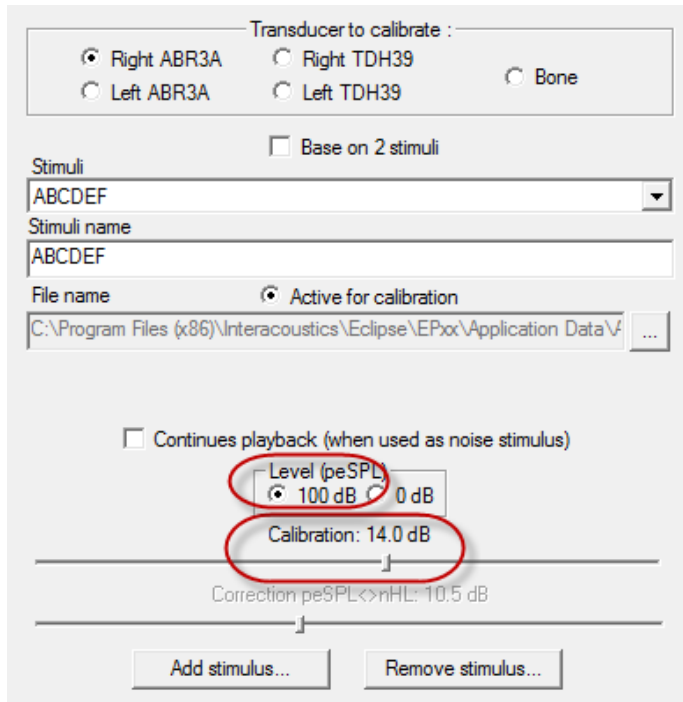 Transducer to calibrate :
Right ABR3A Right TDH39
Bone
Left ABR3A Left TDH39
Base on 2 stimuli
Stimuli
ABCDEF
Stimuli name
ABCDEF
File name Active for calibration
C:\Program Files (x86)\Interacoustics\Eclipse\EPxx\Application Data\A ...
Continues playback (when used as noise stimulus)
Level (peSPL)
100 dB 0 dB
Calibration: 14.0 dB
Correction peSPL<>nHL: 10.5 dB
Add stimulus... Remove stimulus...